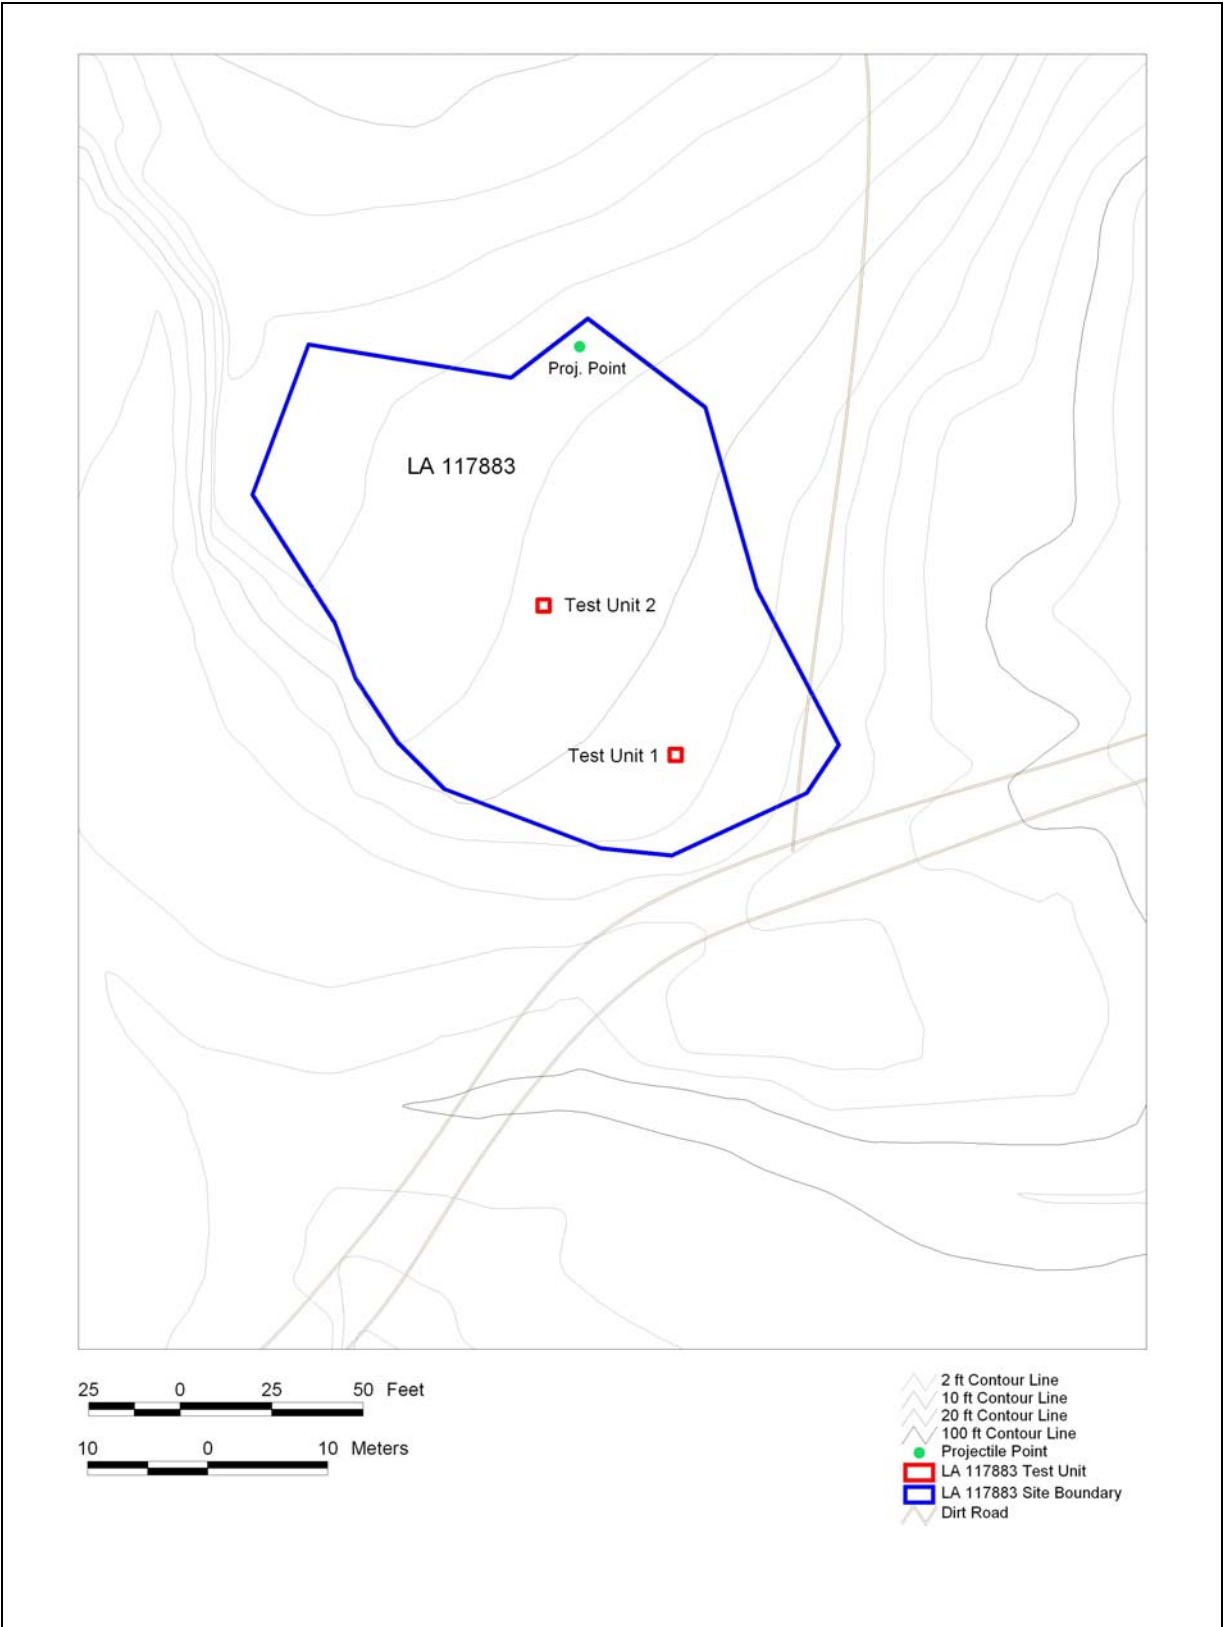 Proj. Point
LA 117883
Test Unit 2
Test Unit 1
25 0 25 50 Feet
10 0 10 Meters
2 ft Contour Line
10 ft Contour Line
20 ft Contour Line
100 ft Contour Line
Projectile Point
LA 117883 Test Unit
LA 117883 Site Boundary
Dirt Road